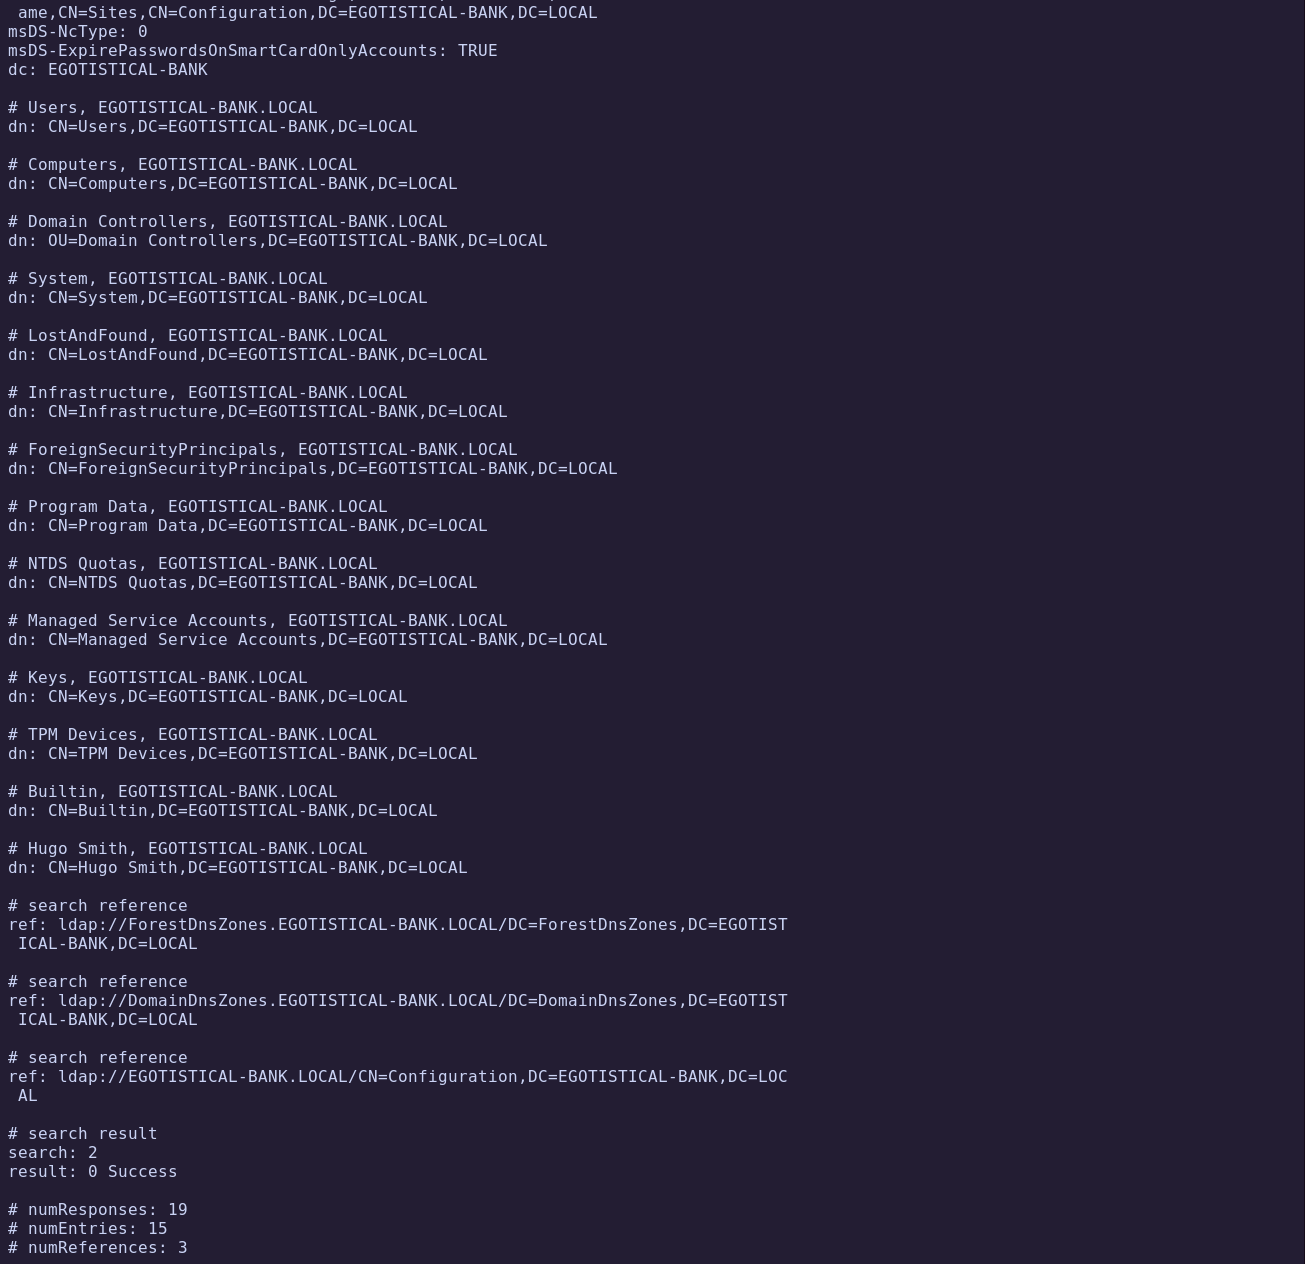 ame,CN=Sites,CN=Configuration,DC=EGOTISTICAL-BANK,DC=LOCAL
msDS-NcType: 0
msDS-ExpirePasswordsOnSmartCardOnlyAccounts: TRUE
dc: EGOTISTICAL-BANK
# Users, EGOTISTICAL-BANK.LOCAL
dn: CN=Users,DC=EGOTISTICAL-BANK,DC=LOCAL
# Computers, EGOTISTICAL-BANK.LOCAL
dn: CN=Computers,DC=EGOTISTICAL-BANK,DC=LOCAL
# Domain Controllers, EGOTISTICAL-BANK.LOCAL
dn: OU=Domain Controllers,DC=EGOTISTICAL-BANK,DC=LOCAL
# System, EGOTISTICAL-BANK.LOCAL
dn: CN=System,DC=EGOTISTICAL-BANK,DC=LOCAL
# LostAndFound, EGOTISTICAL-BANK.LOCAL
dn: CN=LostAndFound,DC=EGOTISTICAL-BANK,DC=LOCAL
# Infrastructure, EGOTISTICAL-BANK.LOCAL
dn: CN=Infrastructure,DC=EGOTISTICAL-BANK,DC=LOCAL
# ForeignSecurityPrincipals, EGOTISTICAL-BANK.LOCAL
dn: CN=ForeignSecurityPrincipals,DC=EGOTISTICAL-BANK,DC=LOCAL
# Program Data, EGOTISTICAL-BANK.LOCAL
dn: CN=Program Data,DC=EGOTISTICAL-BANK,DC=LOCAL
# NTDS Quotas, EGOTISTICAL-BANK.LOCAL
dn: CN=NTDS Quotas,DC=EGOTISTICAL-BANK,DC=LOCAL
# Managed Service Accounts, EGOTISTICAL-BANK.LOCAL
dn: CN=Managed Service Accounts,DC=EGOTISTICAL-BANK,DC=LOCAL
# Keys, EGOTISTICAL-BANK.LOCAL
dn: CN=Keys,DC=EGOTISTICAL-BANK,DC=LOCAL
# TPM Devices, EGOTISTICAL-BANK.LOCAL
dn: CN=TPM Devices,DC=EGOTISTICAL-BANK,DC=LOCAL
# Builtin, EGOTISTICAL-BANK.LOCAL
dn: CN=Builtin,DC=EGOTISTICAL-BANK,DC=LOCAL
# Hugo Smith, EGOTISTICAL-BANK.LOCAL
dn: CN=Hugo Smith,DC=EGOTISTICAL-BANK,DC=LOCAL
# search reference
ref: ldap://ForestDnsZones.EGOTISTICAL-BANK.LOCAL/DC=ForestDnsZones,DC=EGOTIST
ICAL-BANK,DC=LOCAL
# search reference
ref: ldap://DomainDnsZones.EGOTISTICAL-BANK.LOCAL/DC=DomainDnsZones,DC=EGOTIST
ICAL-BANK,DC=LOCAL
# search reference
ref: ldap://EGOTISTICAL-BANK.LOCAL/CN=Configuration,DC=EGOTISTICAL-BANK,DC=LOC
AL
# search result
search: 2
result: 0 Success
# numResponses: 19
# numEntries: 15
# numReferences: 3